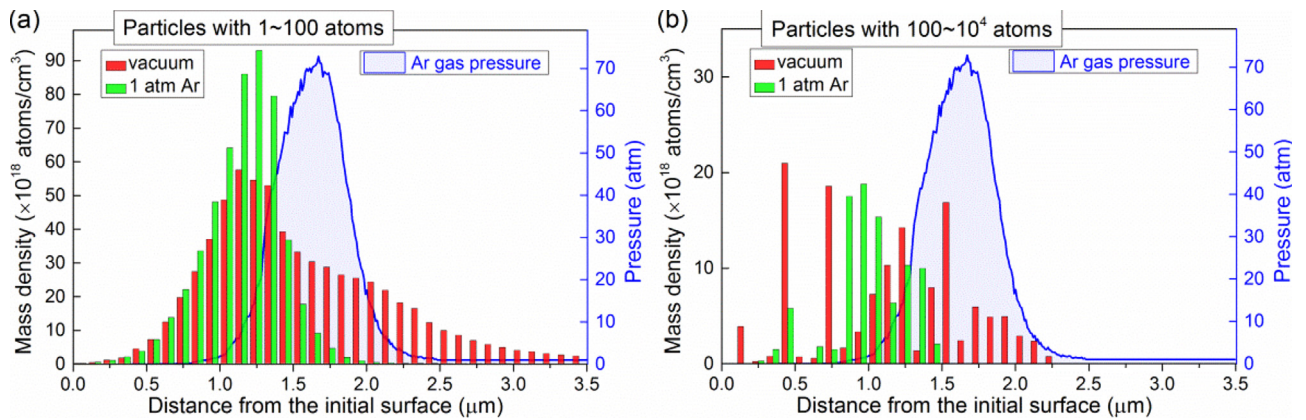 (a)
Particles with 1~100 atoms
vacuum
1 atm Ar
Ar gas pressure
Mass density (×10^18 atoms/cm^3)
90
80
70
60
50
40
30
20
10
0
Pressure (atm)
70
60
50
40
30
20
10
0
0.0 0.5 1.0 1.5 2.0 2.5 3.0 3.5
Distance from the initial surface (μm)
(b)
Particles with 100~10^4 atoms
vacuum
1 atm Ar
Ar gas pressure
Mass density (×10^18 atoms/cm^3)
30
20
10
0
Pressure (atm)
70
60
50
40
30
20
10
0
0.0 0.5 1.0 1.5 2.0 2.5 3.0 3.5
Distance from the initial surface (μm)